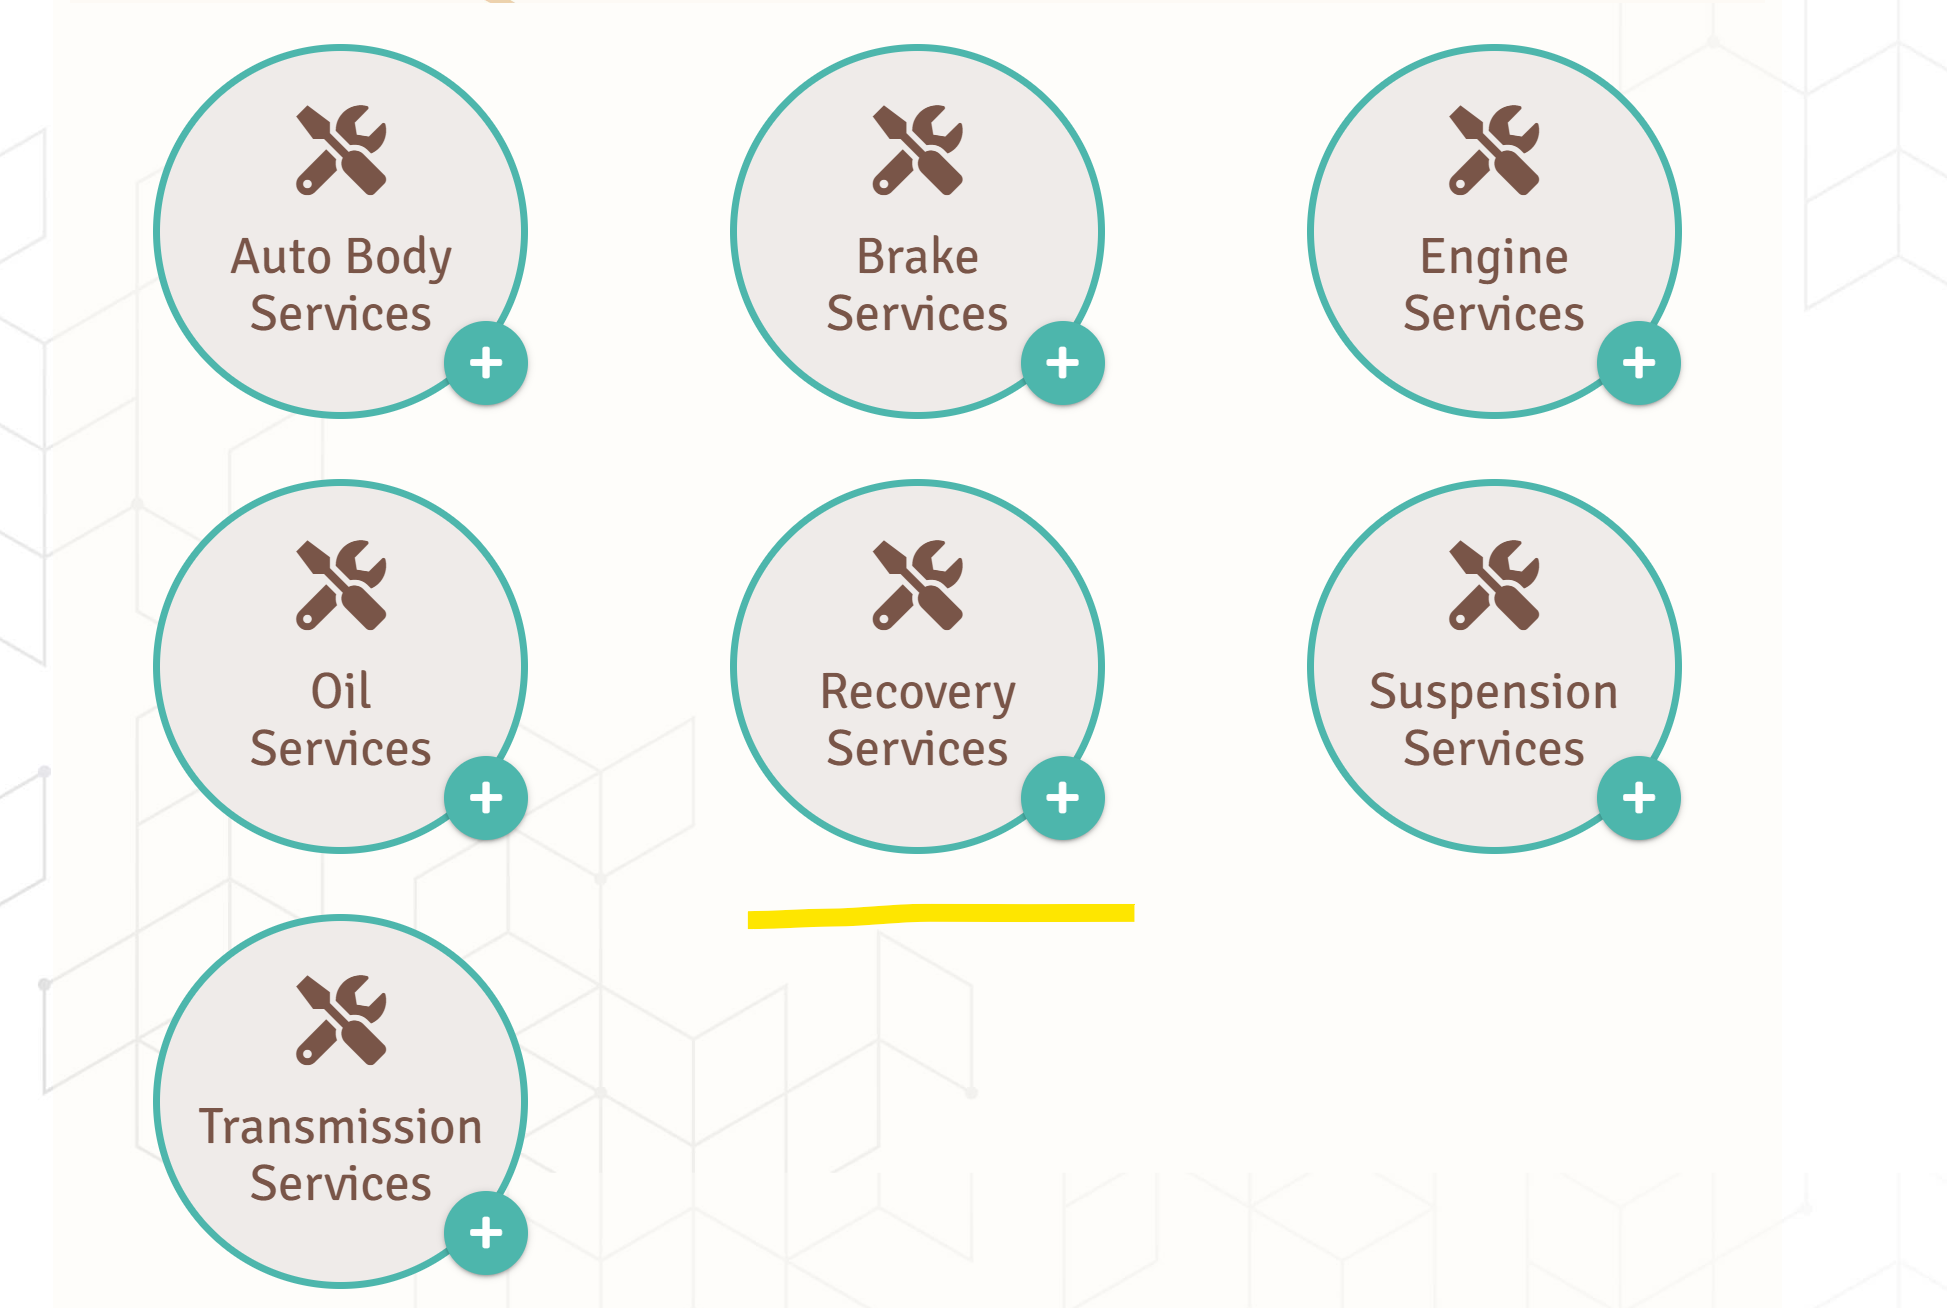 Auto Body
Services
Brake
Services
Engine
Services
Oil
Services
Recovery
Services
Suspension
Services
Transmission
Services